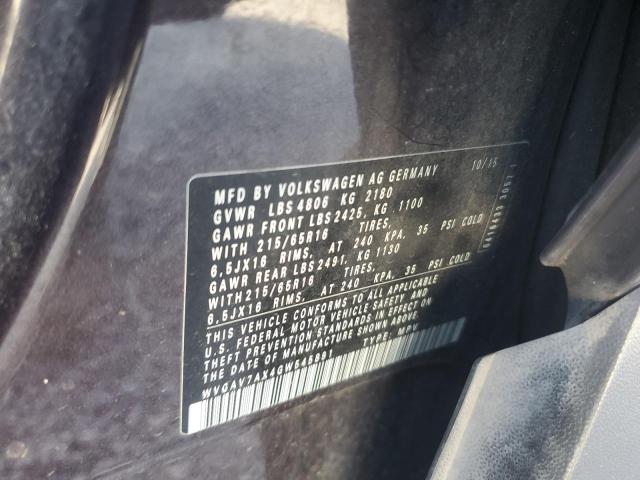 MFD BY VOLKSWAGEN AG GERMANY 10/15
GVWR LBS 4806 KG 2180
GAWR FRONT LBS 2425, KG 1100
WITH 215/65R16 TIRES,
6.5JX16 RIMS, AT 240 KPA, 35 PSI COLD
GAWR REAR LBS 2491, KG 1130
WITH 215/65R16 TIRES,
6.5JX16 RIMS, AT 240 KPA, 35 PSI COLD
THIS VEHICLE CONFORMS TO ALL APPLICABLE
U.S. FEDERAL MOTOR VEHICLE SAFETY AND
THEFT PREVENTION STANDARDS IN EFFECT ON
THE DATE OF MANUFACTURE SHOWN ABOVE.
TYPE: MPV